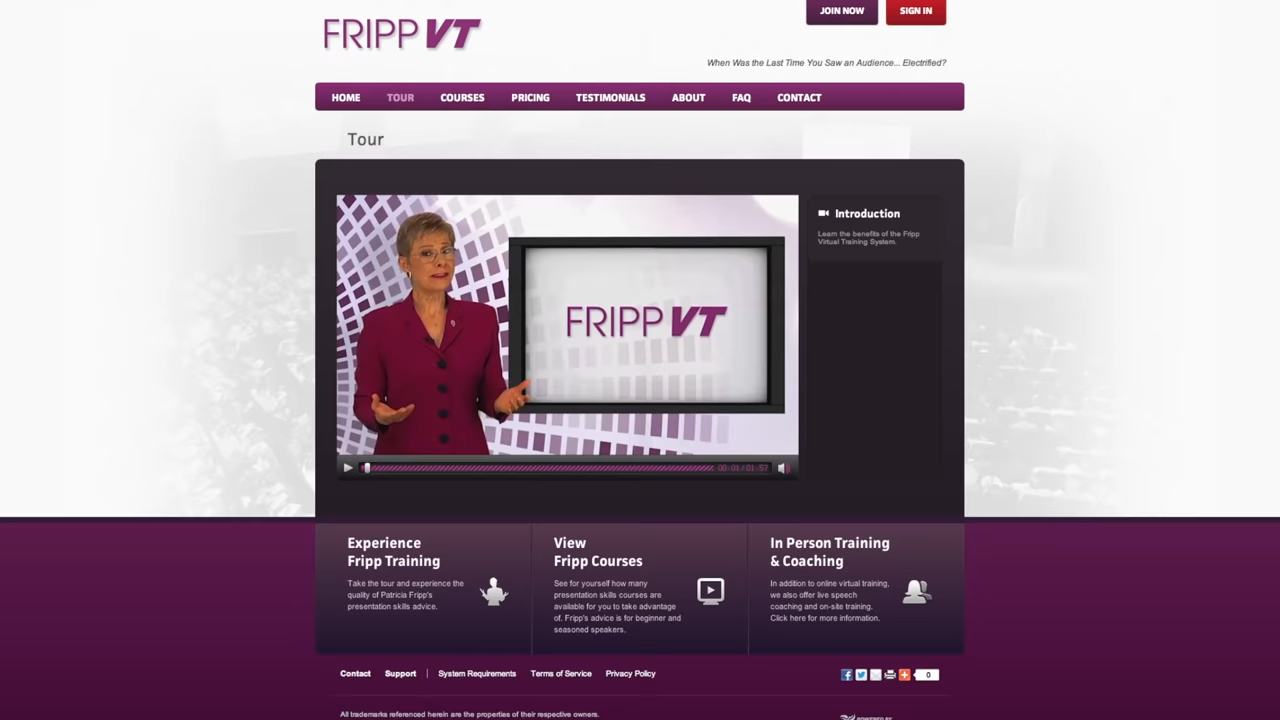 JOIN NOW
SIGN IN
FRIPP VT
When Was the Last Time You Saw an Audience... Electrified?
HOME TOUR COURSES PRICING TESTIMONIALS ABOUT FAQ CONTACT
Tour
Introduction
Learn the benefits of the Fripp
Virtual Training System.
FRIPP VT
00:01 / 01:57
Experience
Fripp Training
Take the tour and experience the
quality of Patricia Fripp's
presentation skills advice.
View
Fripp Courses
See for yourself how many
presentation skills courses are
available for you to take advantage
of. Fripp's advice is for beginner and
seasoned speakers.
In Person Training
& Coaching
In addition to online virtual training,
we also offer live speech
coaching and on-site training.
Click here for more information.
Contact Support | System Requirements Terms of Service Privacy Policy
0
All trademarks referenced herein are the properties of their respective owners.
POWERED BY